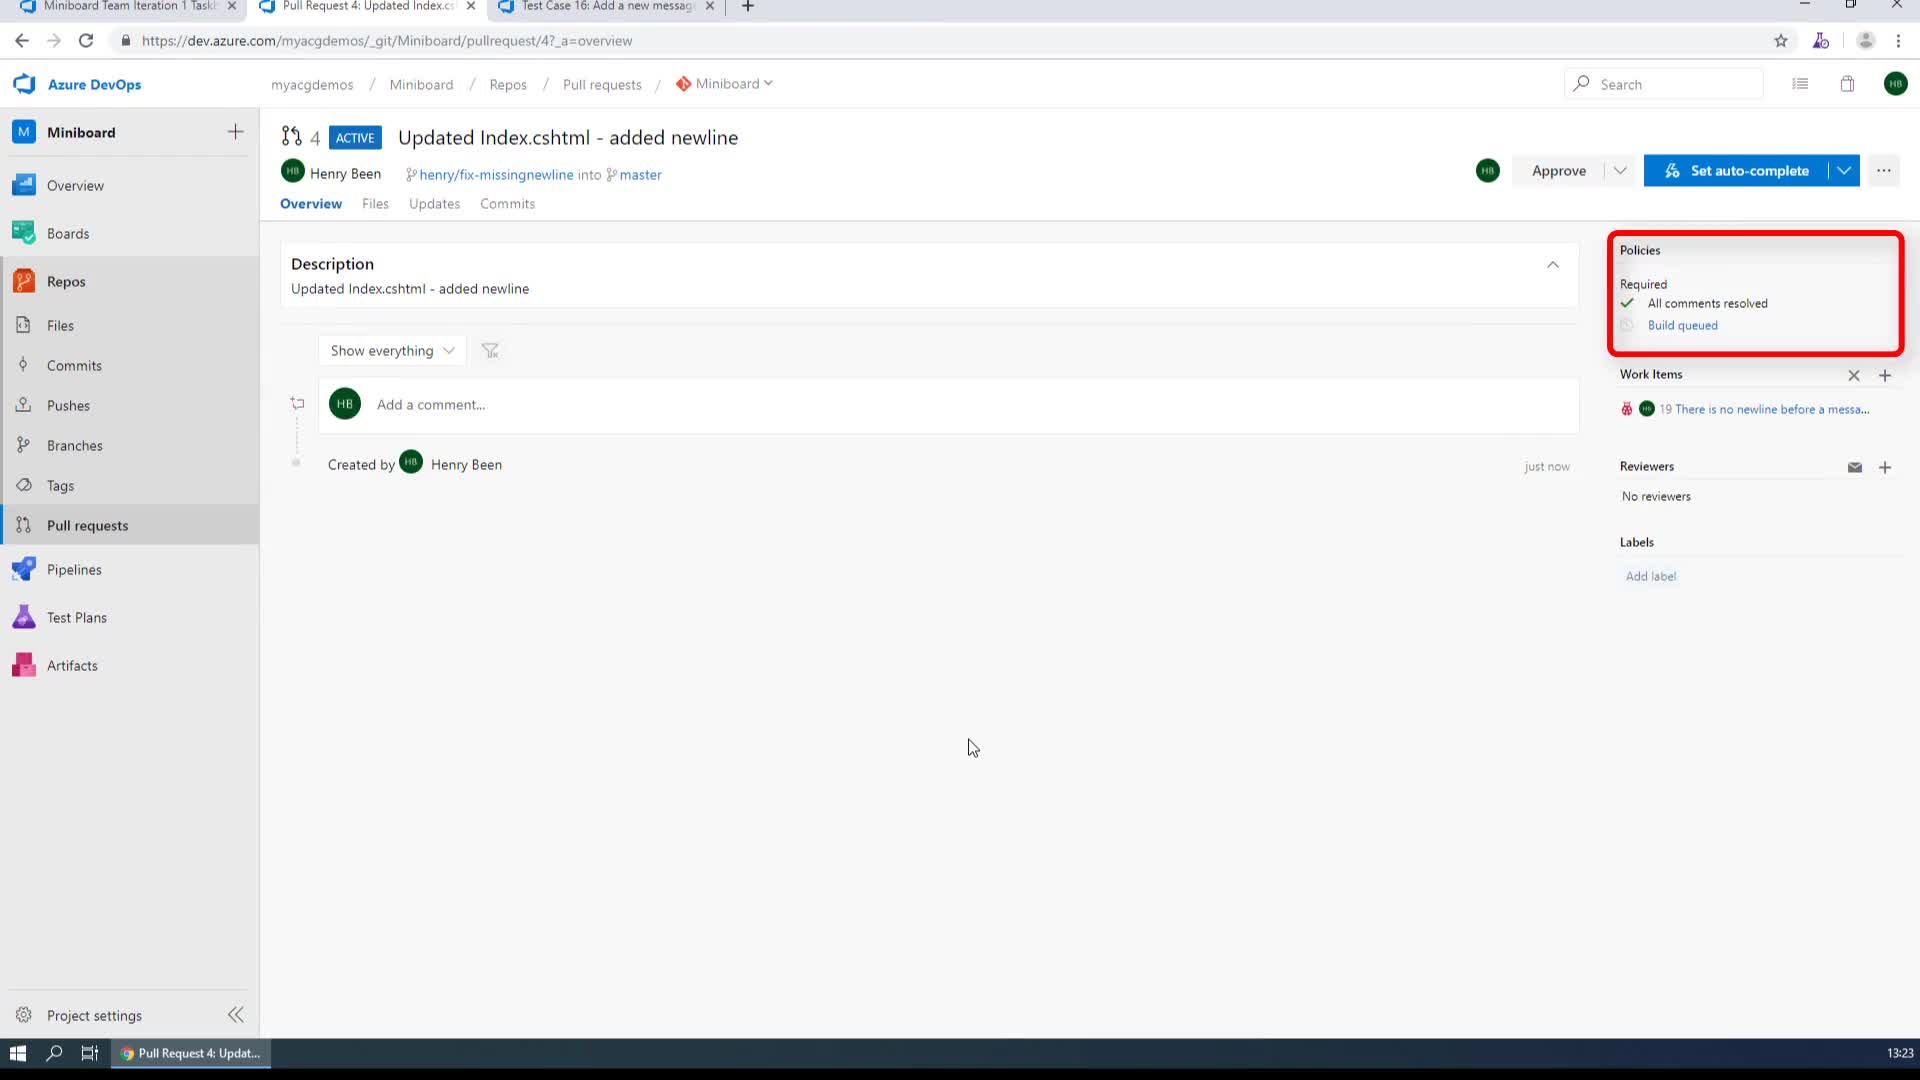 Miniboard Team Iteration 1 Taskb
Pull Request 4: Updated Index.cs
Test Case 16: Add a new messag
https://dev.azure.com/myacgdemos/_git/Miniboard/pullrequest/4?_a=overview
Azure DevOps
myacgdemos / Miniboard / Repos / Pull requests / Miniboard
Search
HB
M Miniboard
Overview
Boards
Repos
Files
Commits
Pushes
Branches
Tags
Pull requests
Pipelines
Test Plans
Artifacts
Project settings
4 ACTIVE Updated Index.cshtml - added newline
HB Henry Been henry/fix-missingnewline into master
HB Approve Set auto-complete
Overview Files Updates Commits
Description
Updated Index.cshtml - added newline
Show everything
HB Add a comment...
Created by HB Henry Been just now
Policies
Required
All comments resolved
Build queued
Work Items
HB 19 There is no newline before a messa...
Reviewers
No reviewers
Labels
Add label
Pull Request 4: Updat...
13:23